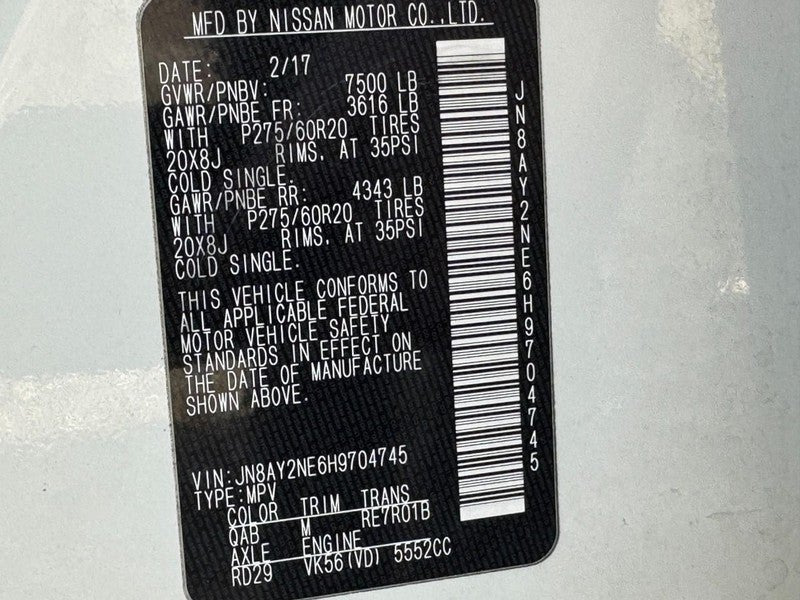 MFD BY NISSAN MOTOR CO.,LTD.
DATE: 2/17
GVWR/PNBV: 7500 LB
GAWR/PNBE FR: 3616 LB
WITH P275/60R20 TIRES
20X8J RIMS, AT 35PSI
COLD SINGLE.
GAWR/PNBE RR: 4343 LB
WITH P275/60R20 TIRES
20X8J RIMS, AT 35PSI
COLD SINGLE.
THIS VEHICLE CONFORMS TO
ALL APPLICABLE FEDERAL
MOTOR VEHICLE SAFETY
STANDARDS IN EFFECT ON
THE DATE OF MANUFACTURE
SHOWN ABOVE.
VIN:JN8AY2NE6H9704745
TYPE:MPV
COLOR TRIM TRANS
QAB M RE7R01B
AXLE ENGINE
RD29 VK56(VD) 5552CC
JN8AY2NE6H9704745